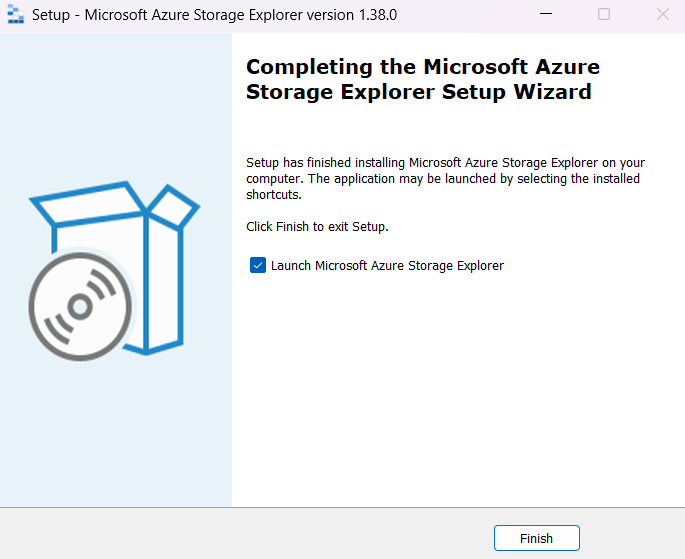 Setup - Microsoft Azure Storage Explorer version 1.38.0
Completing the Microsoft Azure
Storage Explorer Setup Wizard
Setup has finished installing Microsoft Azure Storage Explorer on your
computer. The application may be launched by selecting the installed
shortcuts.
Click Finish to exit Setup.
Launch Microsoft Azure Storage Explorer
Finish